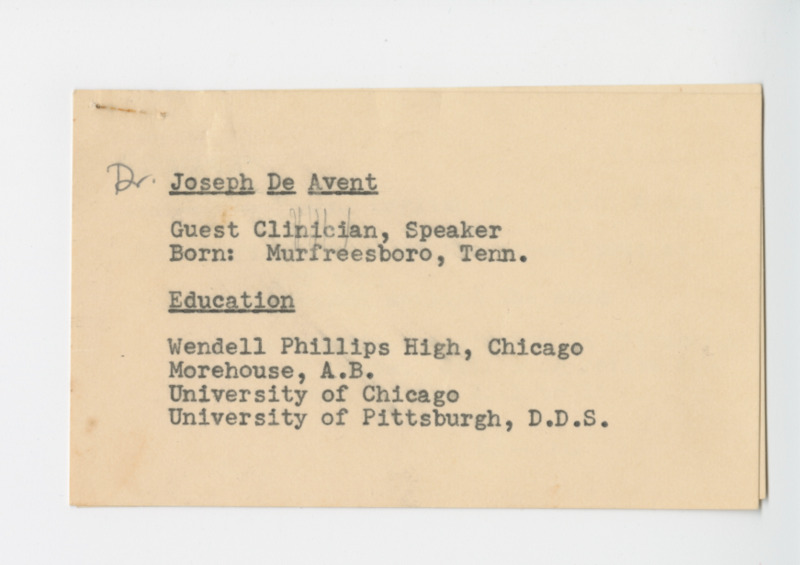 Dr. Joseph De Avent
Guest Clinician, Speaker
Born: Murfreesboro, Tenn.
Education
Wendell Phillips High, Chicago
Morehouse, A.B.
University of Chicago
University of Pittsburgh, D.D.S.